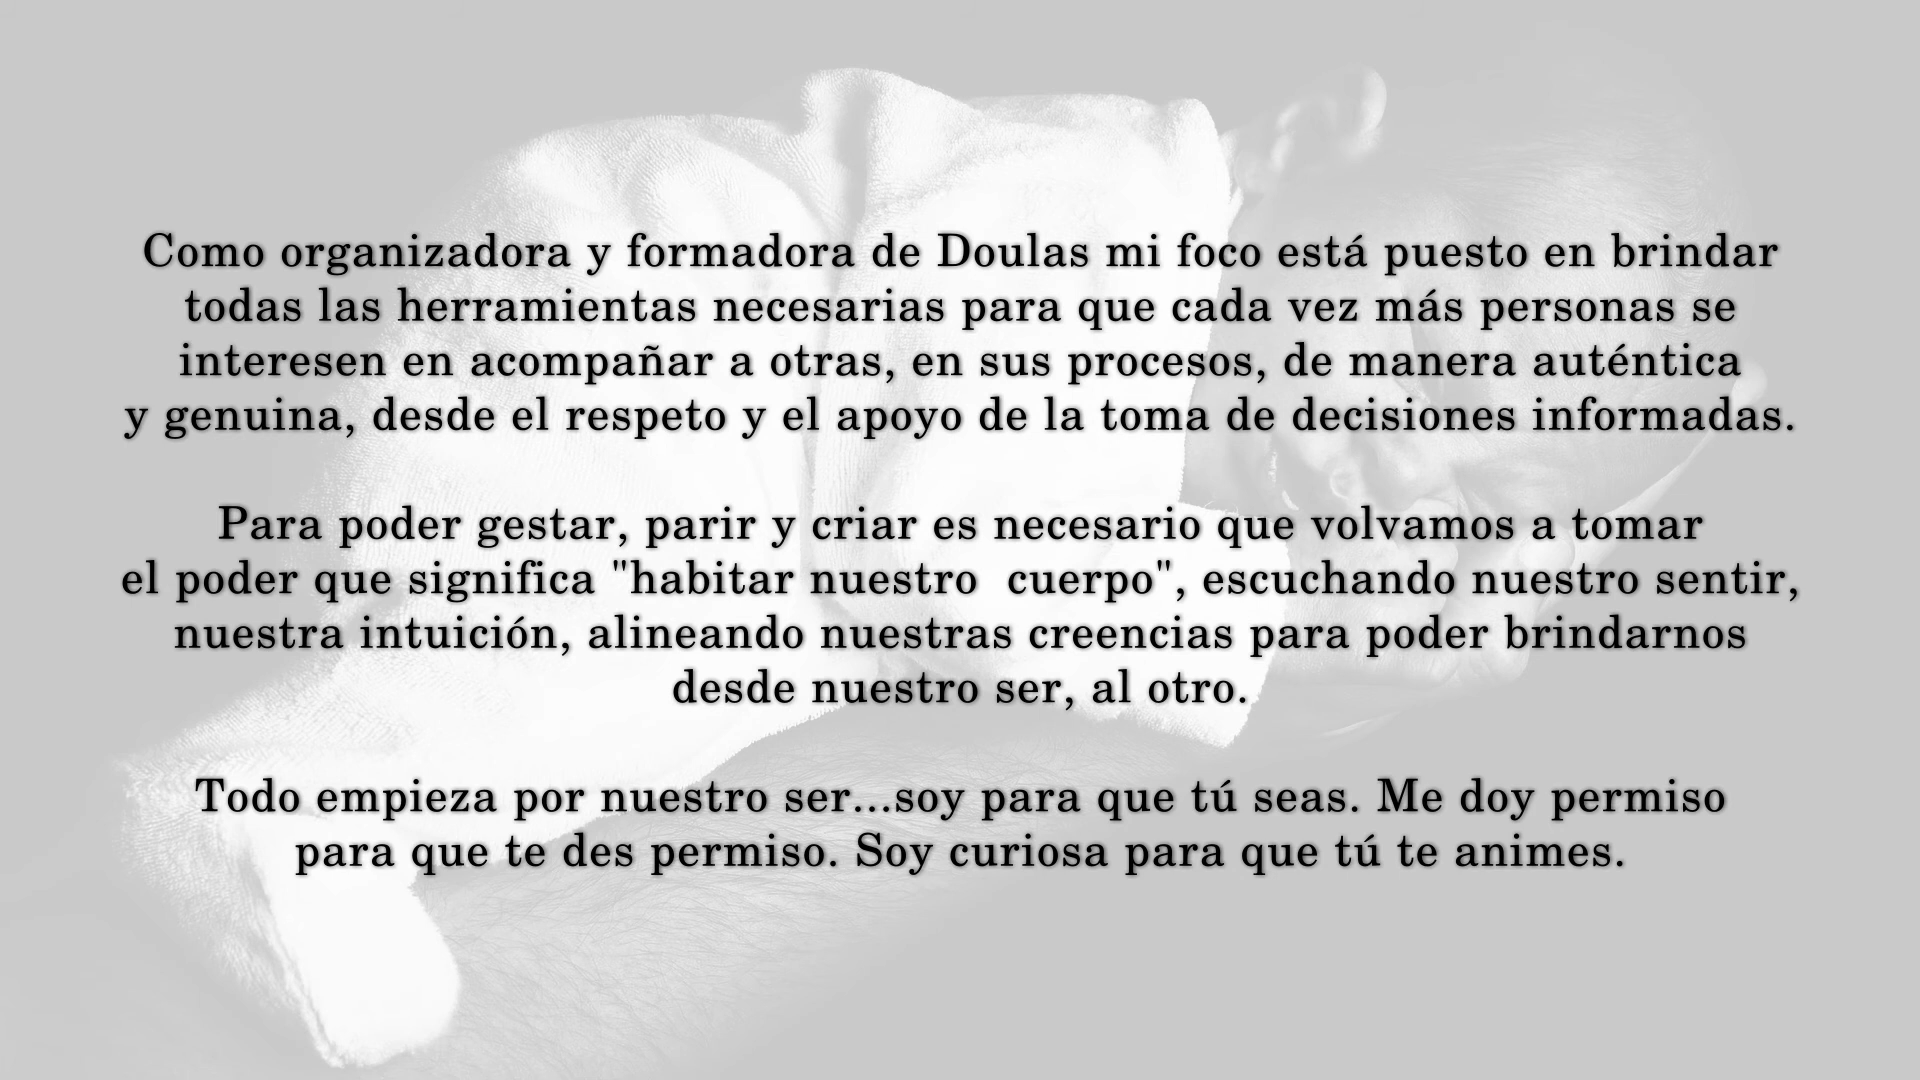 Como organizadora y formadora de Doulas mi foco está puesto en brindar
todas las herramientas necesarias para que cada vez más personas se
interesen en acompañar a otras, en sus procesos, de manera auténtica
y genuina, desde el respeto y el apoyo de la toma de decisiones informadas.
Para poder gestar, parir y criar es necesario que volvamos a tomar
el poder que significa "habitar nuestro  cuerpo", escuchando nuestro sentir,
nuestra intuición, alineando nuestras creencias para poder brindarnos
desde nuestro ser, al otro.
Todo empieza por nuestro ser...soy para que tú seas. Me doy permiso
para que te des permiso. Soy curiosa para que tú te animes.